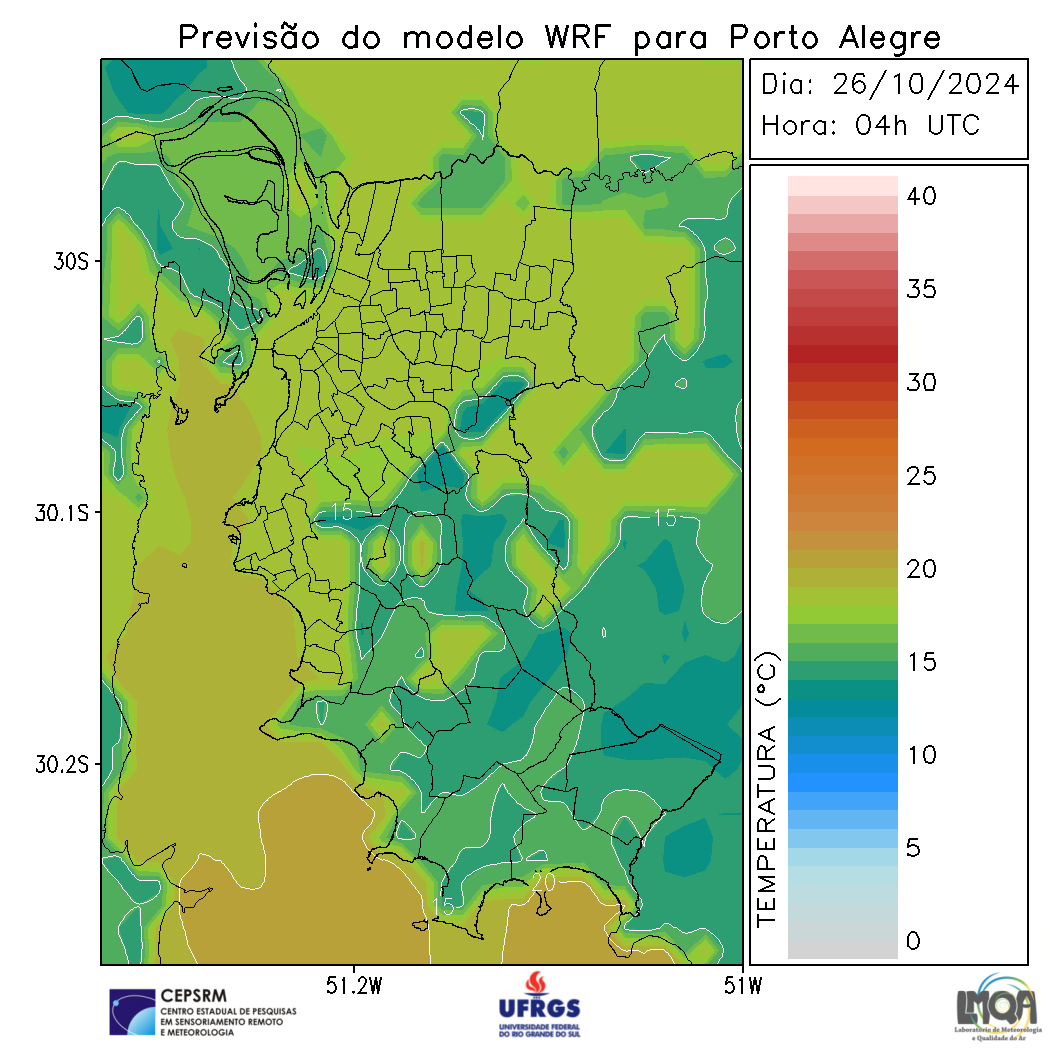 Previsão do modelo WRF para Porto Alegre
Dia: 26/10/2024
Hora: 04h UTC
40
35
30
25
20
15
10
5
0
TEMPERATURA (°C)
30S
30.1S
30.2S
51.2W
51W
15
15
15
20
CEPSRM
CENTRO ESTADUAL DE PESQUISAS
EM SENSORIAMENTO REMOTO
E METEOROLOGIA
UFRGS
UNIVERSIDADE FEDERAL
DO RIO GRANDE DO SUL
LMQA
Laboratório de Meteorologia
e Qualidade do Ar